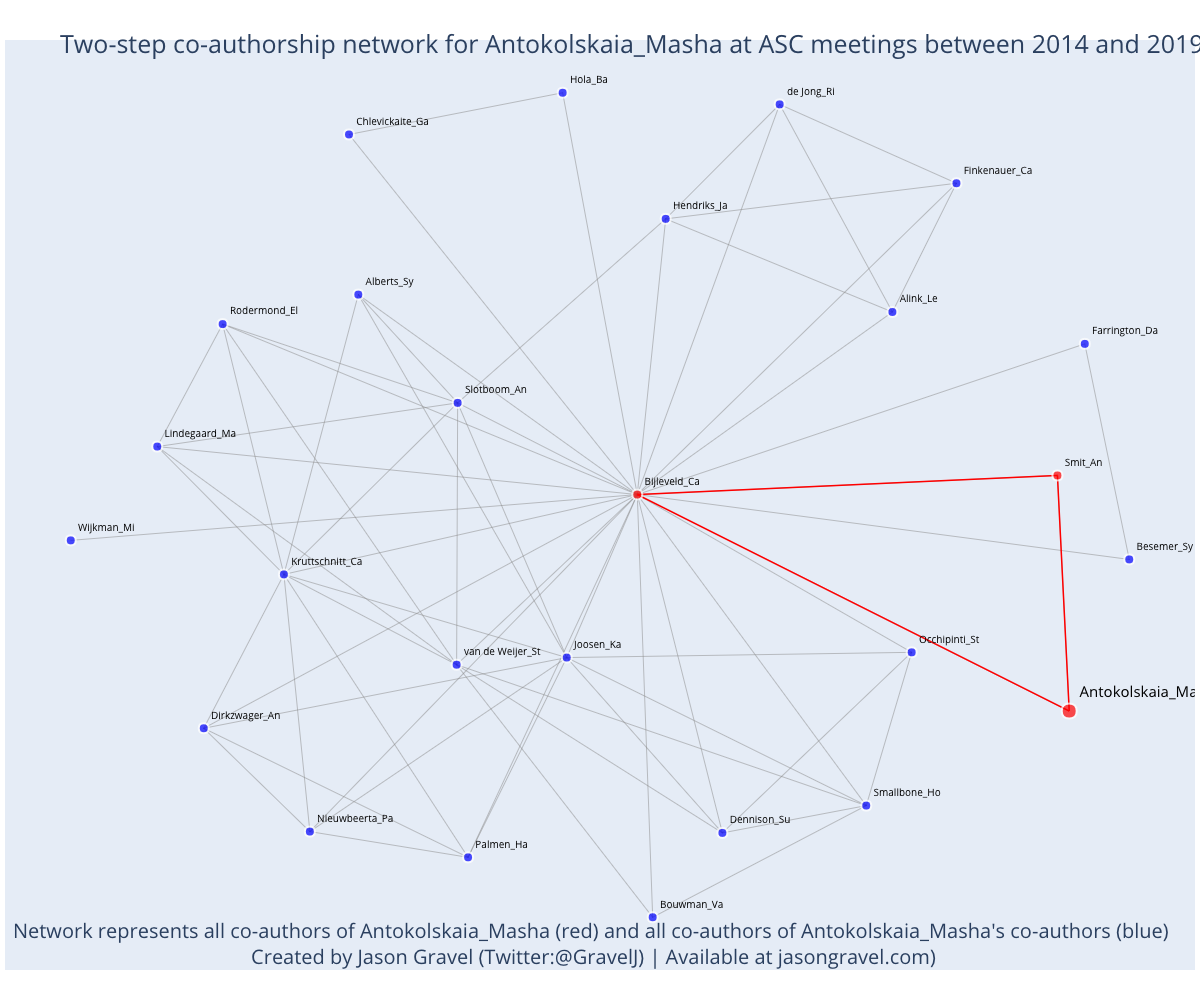 Two-step co-authorship network for Antokolskaia_Masha at ASC meetings between 2014 and 2019
Hola_Ba
de Jong_Ri
Chlevickaite_Ga
Finkenauer_Ca
Hendriks_Ja
Alberts_Sy
Alink_Le
Rodermond_El
Farrington_Da
Slotboom_An
Lindegaard_Ma
Smit_An
Bijleveld_Ca
Wijkman_Mi
Besemer_Sy
Kruttschnitt_Ca
Occhipinti_St
Joosen_Ka
van de Weijer_St
Antokolskaia_Ma
Dirkzwager_An
Smallbone_Ho
Nieuwbeerta_Pa
Dennison_Su
Palmen_Ha
Bouwman_Va
Network represents all co-authors of Antokolskaia_Masha (red) and all co-authors of Antokolskaia_Masha's co-authors (blue)
Created by Jason Gravel (Twitter:@GravelJ) | Available at jasongravel.com)